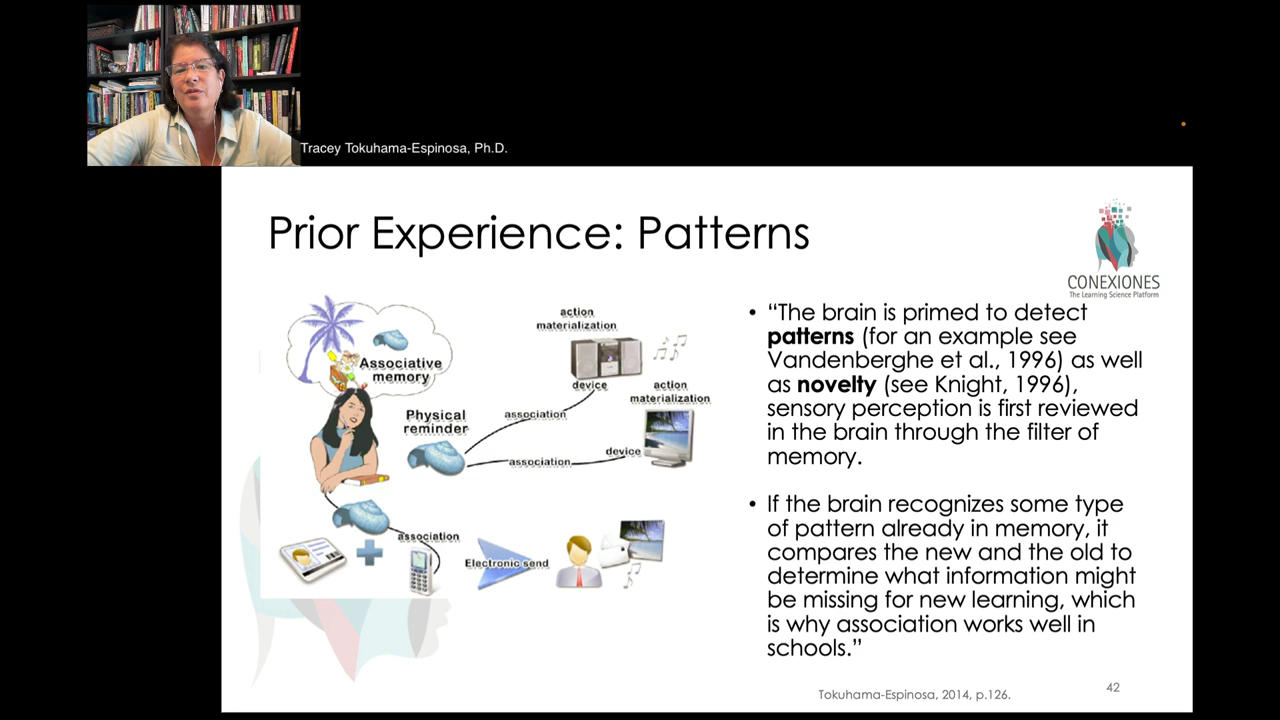 Tracey Tokuhama-Espinosa, Ph.D.
Prior Experience: Patterns
CONEXIONES
The Learning Science Platform
Associative
memory
Physical
reminder
action
materialization
device
action
materialization
association
device
association
association
Electronic send
• “The brain is primed to detect
patterns (for an example see
Vandenberghe et al., 1996) as well
as novelty (see Knight, 1996),
sensory perception is first reviewed
in the brain through the filter of
memory.
• If the brain recognizes some type
of pattern already in memory, it
compares the new and the old to
determine what information might
be missing for new learning, which
is why association works well in
schools.”
Tokuhama-Espinosa, 2014, p.126.
42